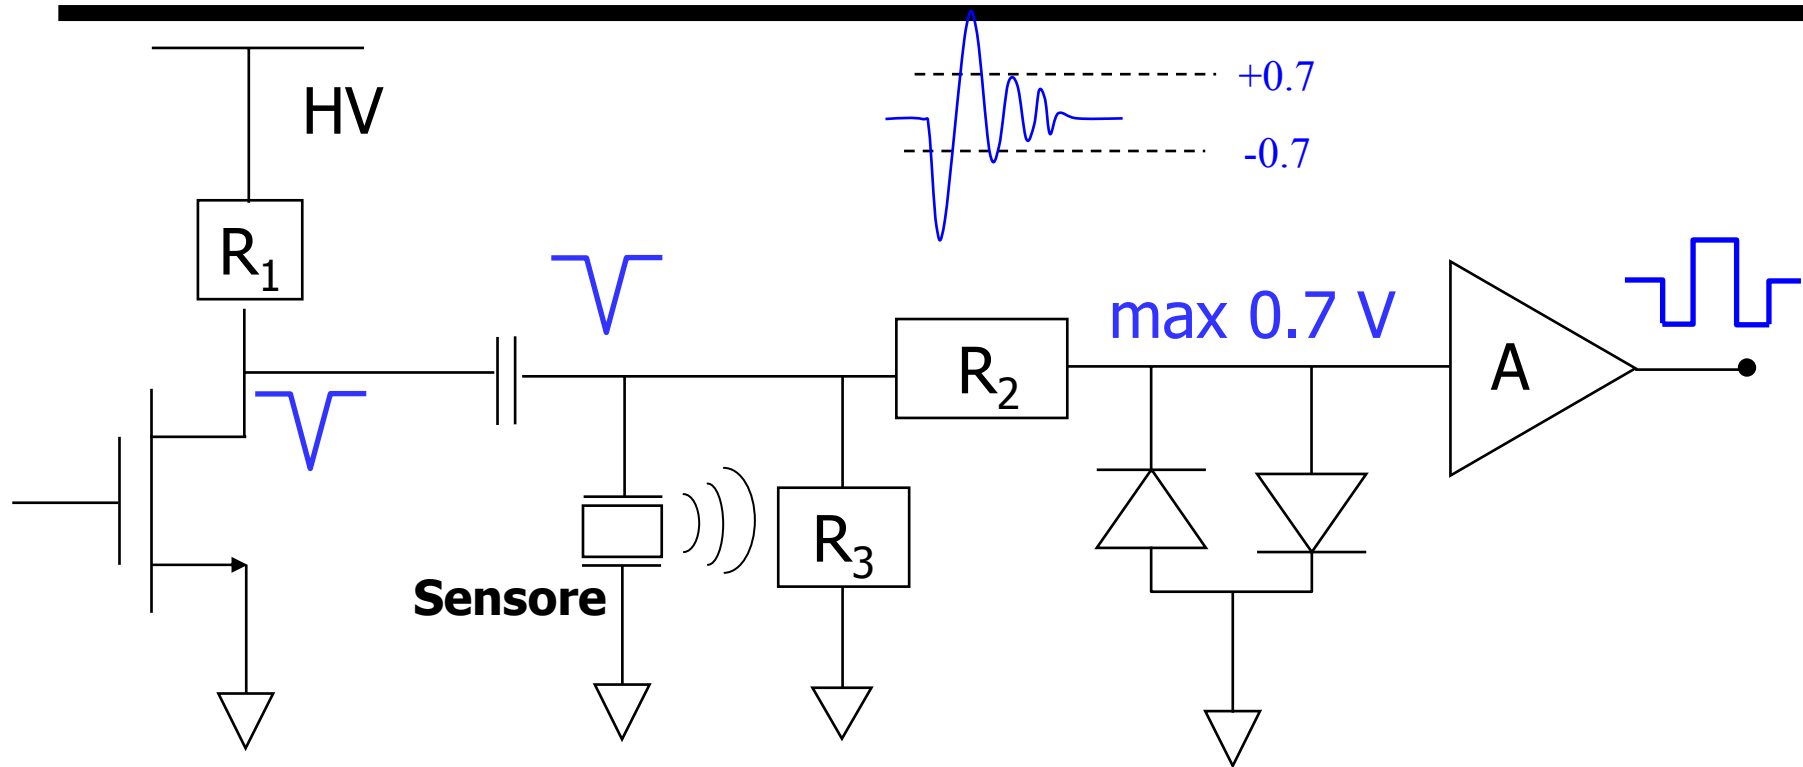 +0.7
HV
-0.7
R₁
max 0.7 V
R₂
A
R₃
Sensore